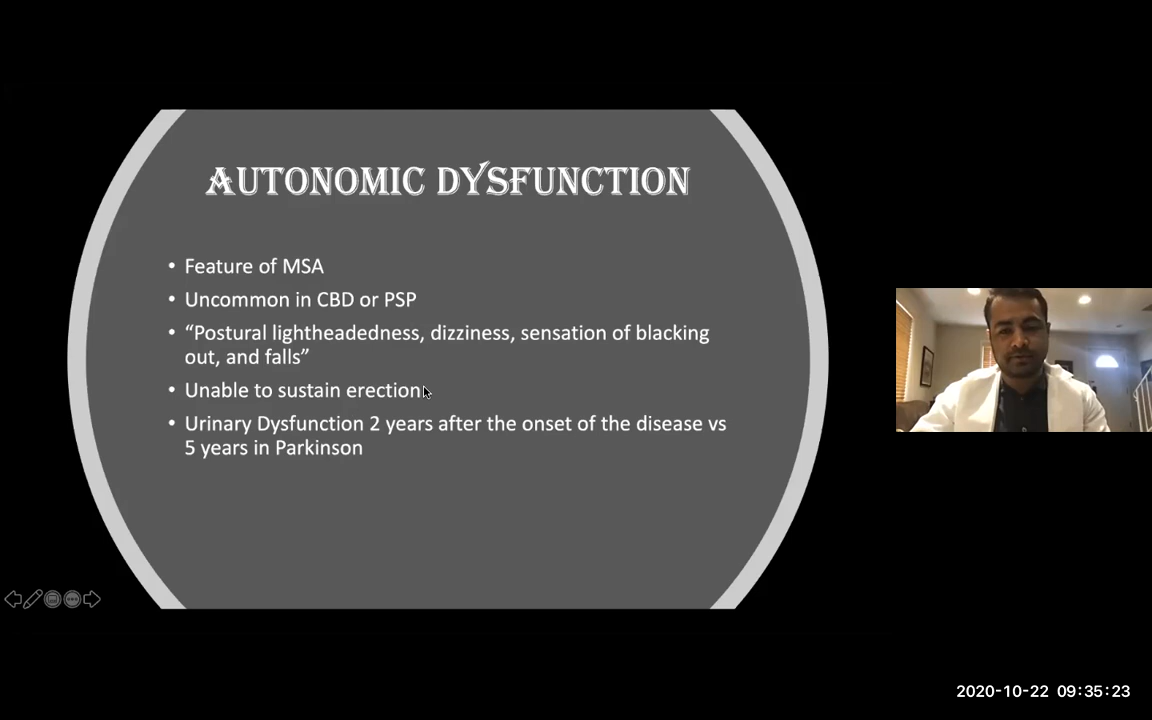 AUTONOMIC DYSFUNCTION
• Feature of MSA
• Uncommon in CBD or PSP
• “Postural lightheadedness, dizziness, sensation of blacking
out, and falls”
• Unable to sustain erection
• Urinary Dysfunction 2 years after the onset of the disease vs
5 years in Parkinson
2020-10-22 09:35:23